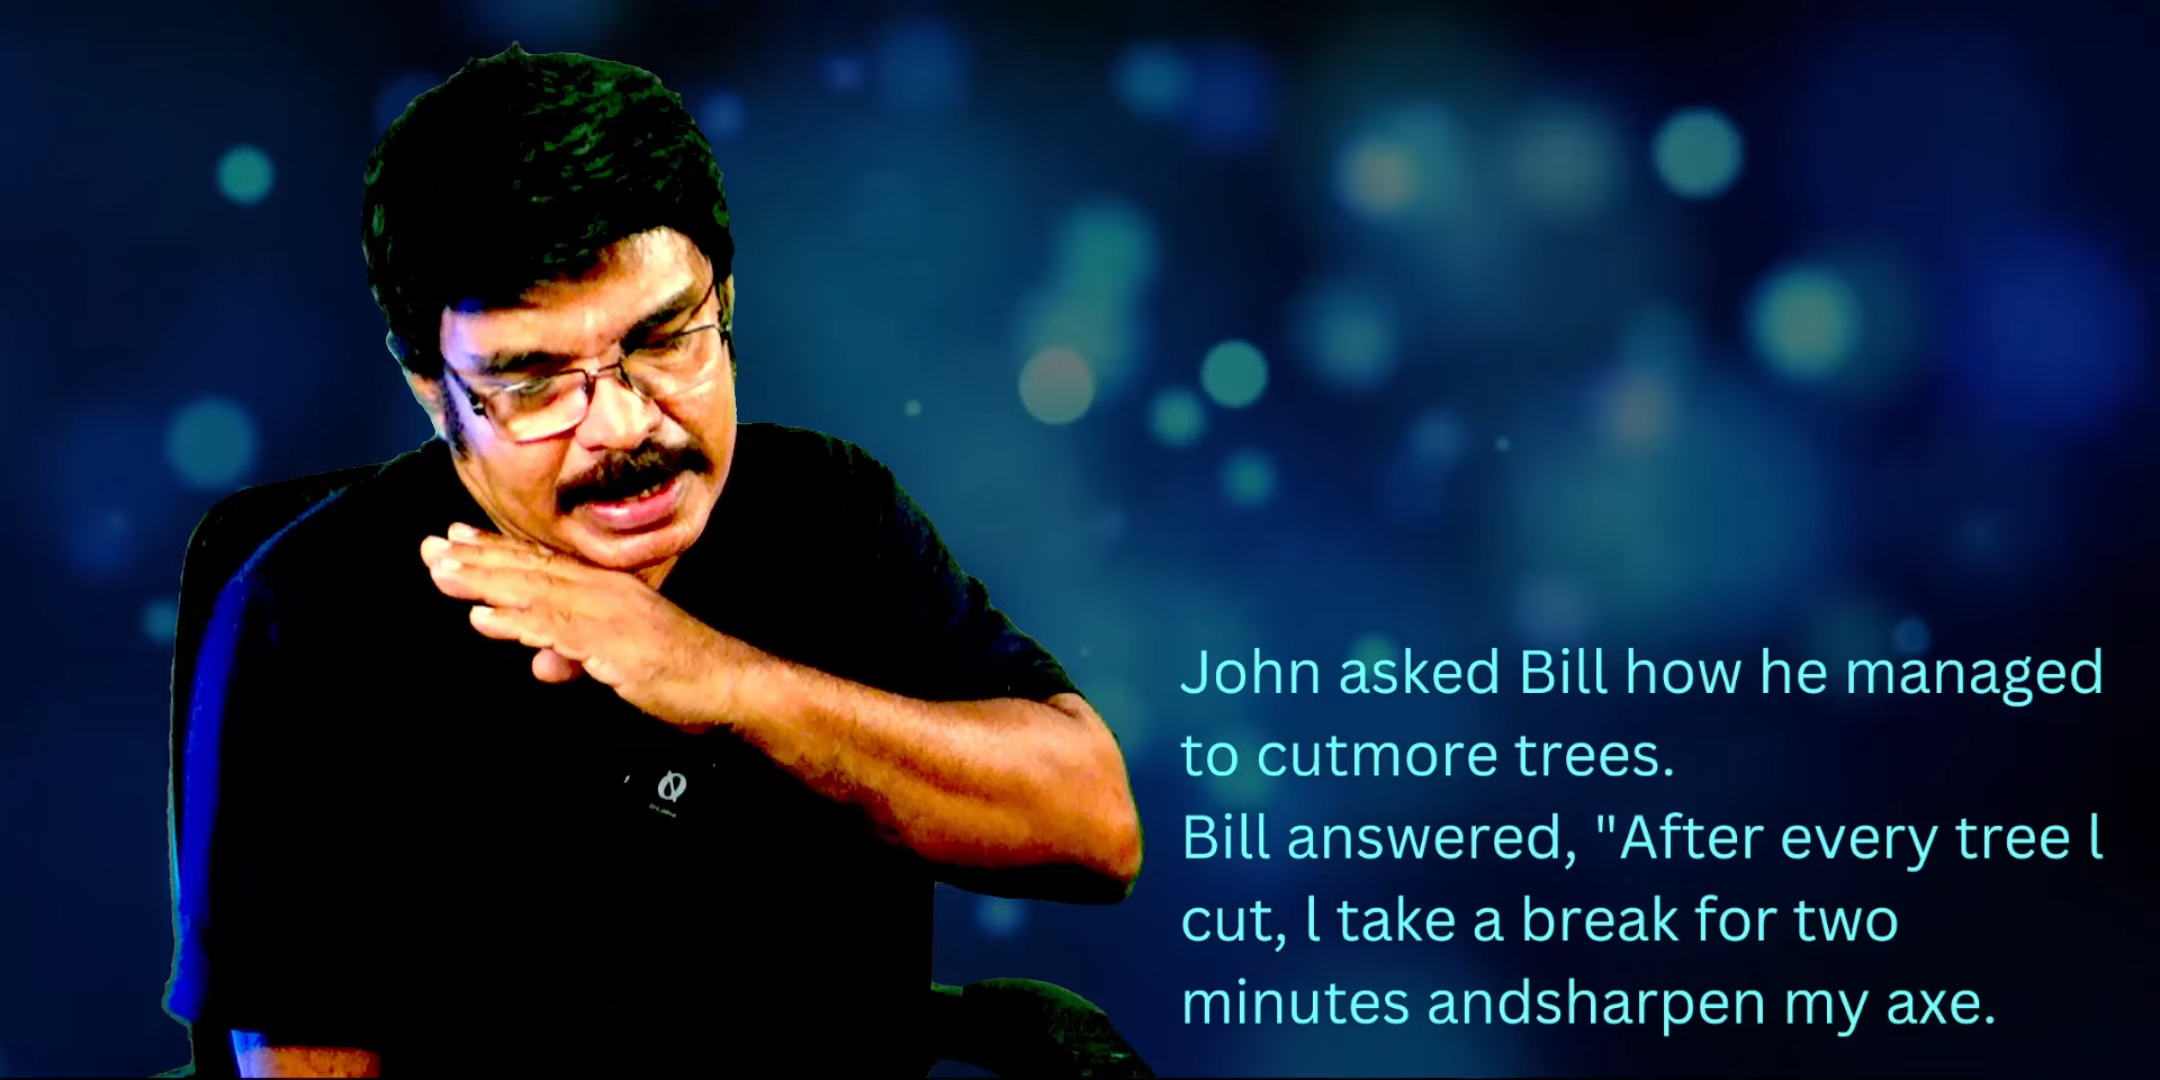 John asked Bill how he managed
to cutmore trees.
Bill answered, "After every tree l
cut, l take a break for two
minutes andsharpen my axe.